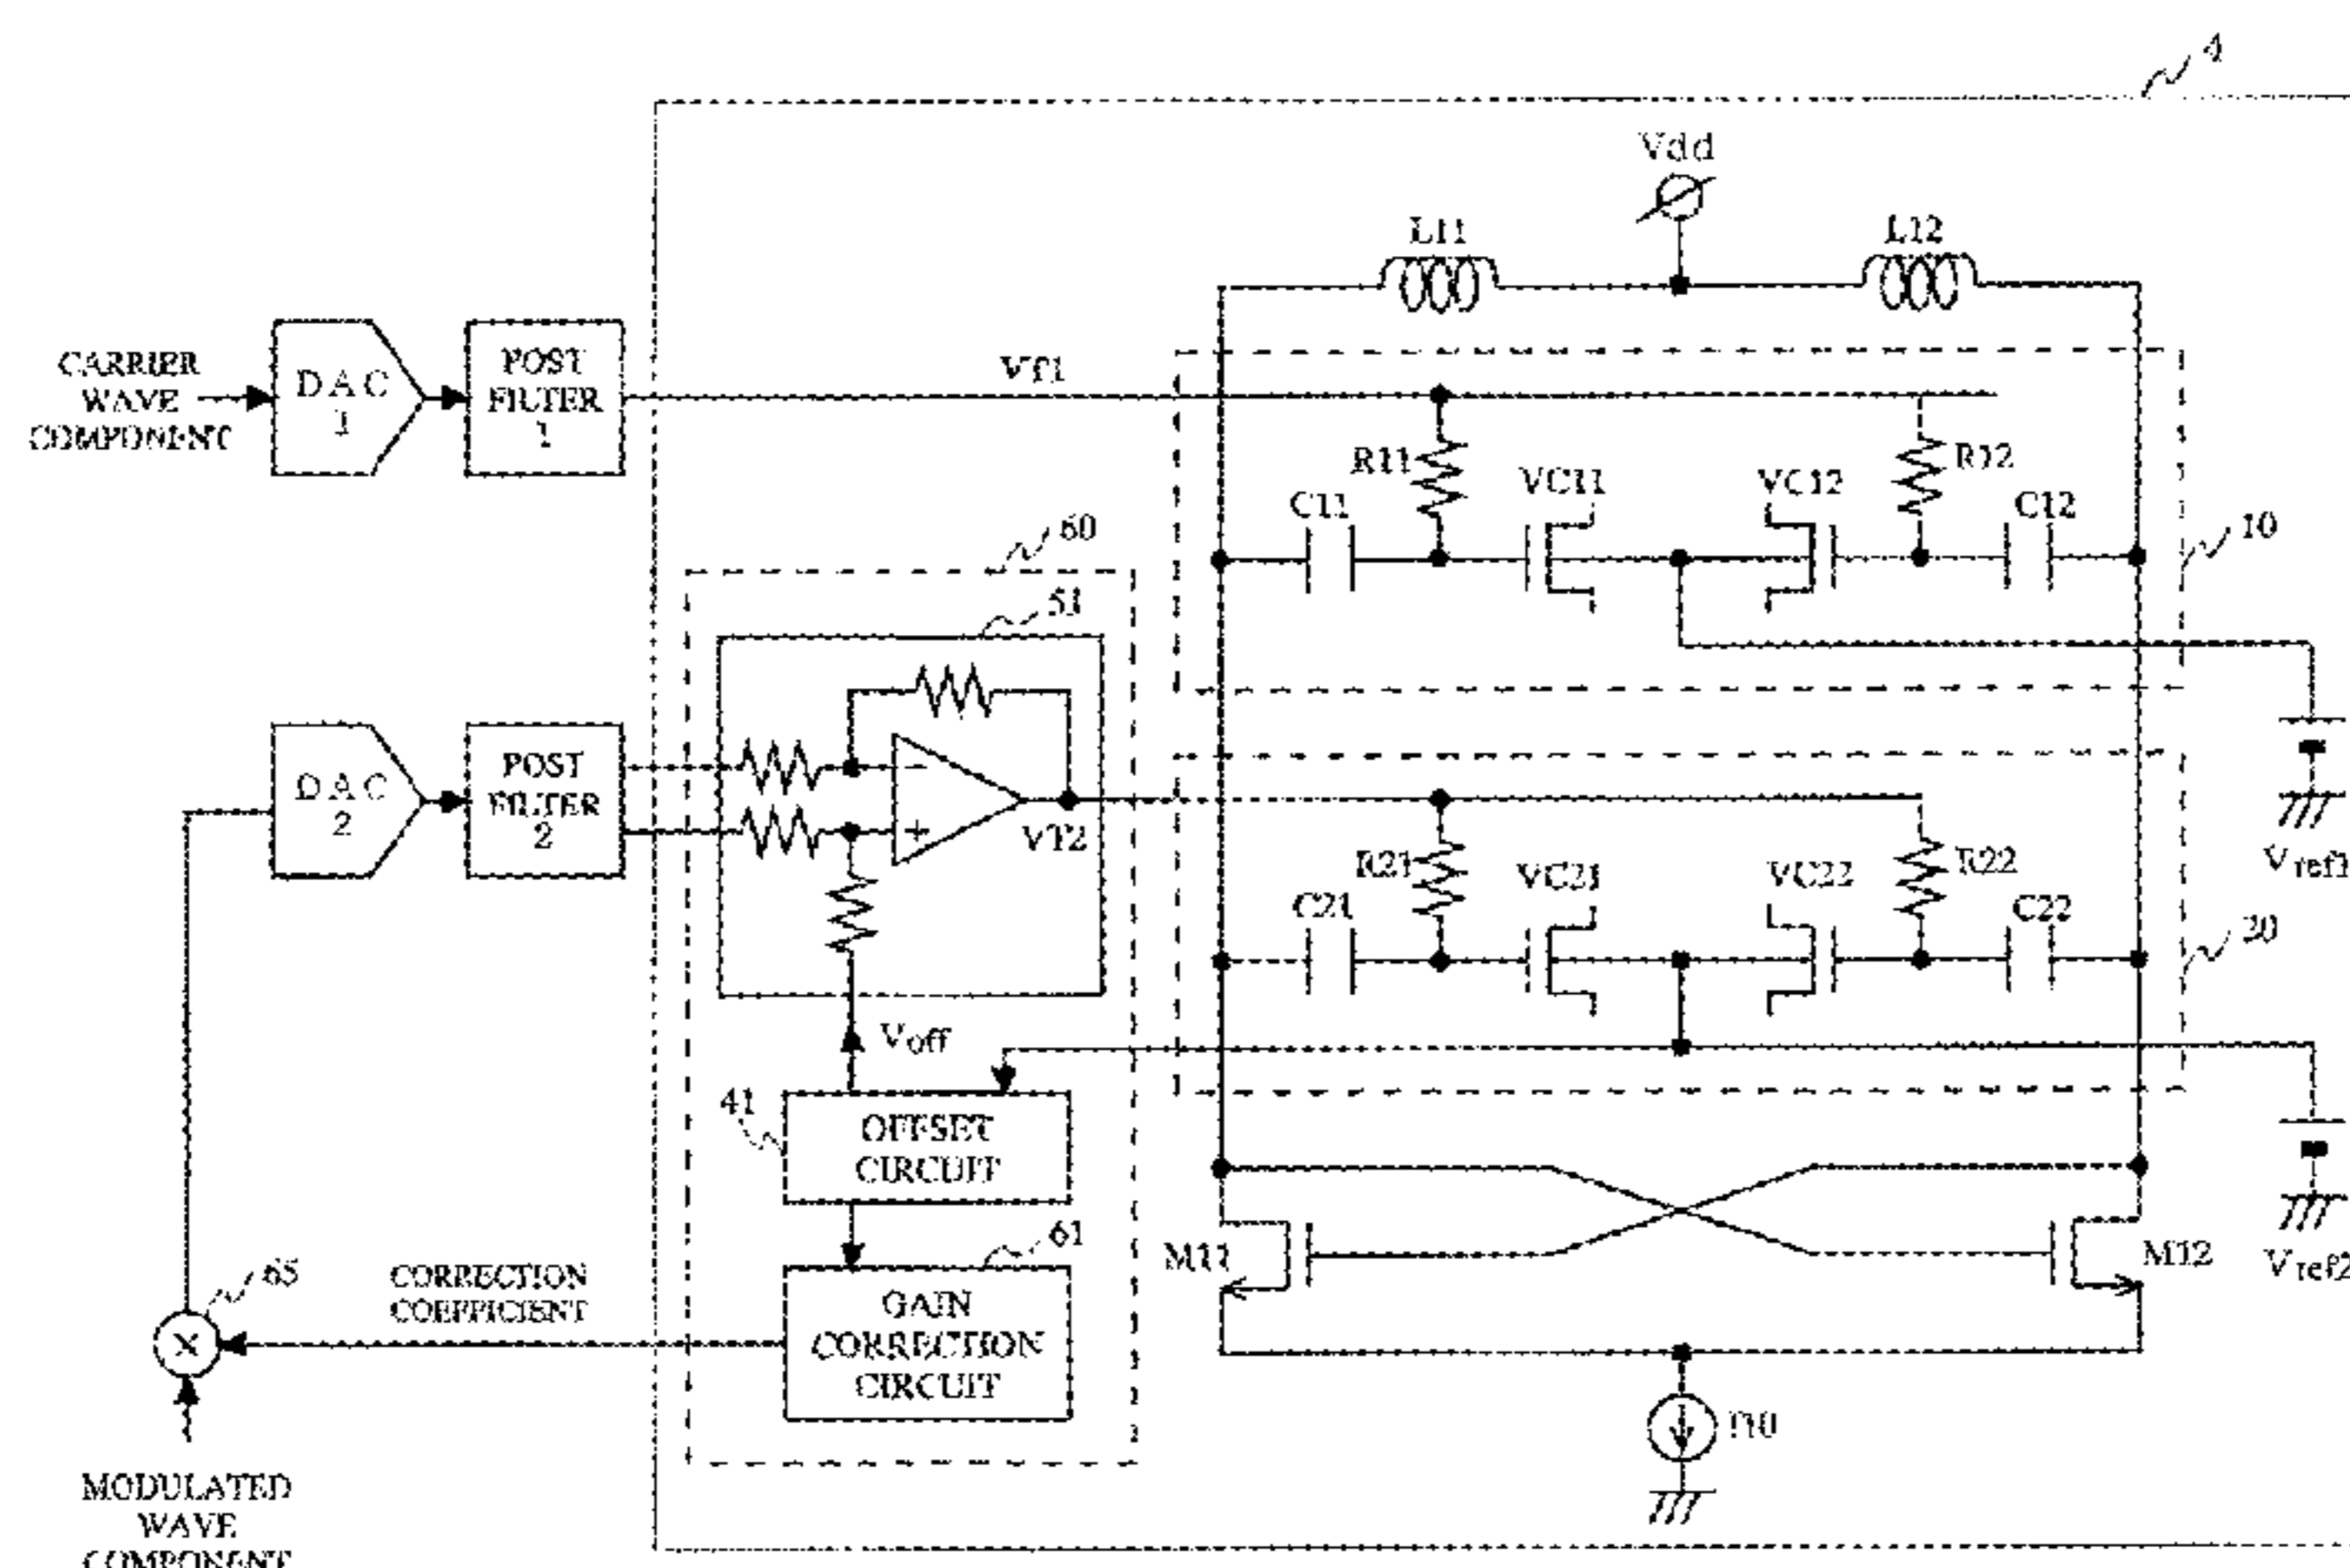 4
Vdd
L11
L12
CARRIER
WAVE
COMPONENT
DAC
1
POST
FILTER
1
VT1
R11
VC11
VC12
R12
C11
C12
10
60
51
DAC
2
POST
FILTER
2
−
+
VT2
R21
VC21
VC22
R22
C21
C22
Vref1
20
Voff
41
OFFSET
CIRCUIT
61
GAIN
CORRECTION
CIRCUIT
65
CORRECTION
COEFFICIENT
×
M11
M12
Vref2
I10
MODULATED
WAVE
COMPONENT